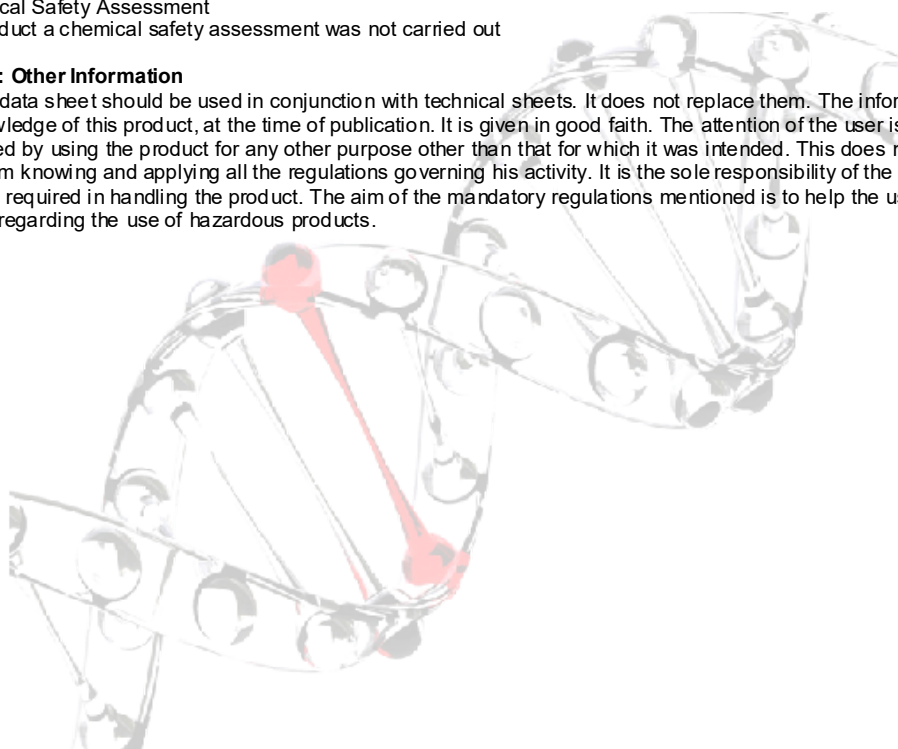 cal Safety Assessment
duct a chemical safety assessment was not carried out
: Other Information
data sheet should be used in conjunction with technical sheets. It does not replace them. The infor
wledge of this product, at the time of publication. It is given in good faith. The attention of the user is
ed by using the product for any other purpose other than that for which it was intended. This does
m knowing and applying all the regulations governing his activity. It is the sole responsibility of the
required in handling the product. The aim of the mandatory regulations mentioned is to help the u
regarding the use of hazardous products.